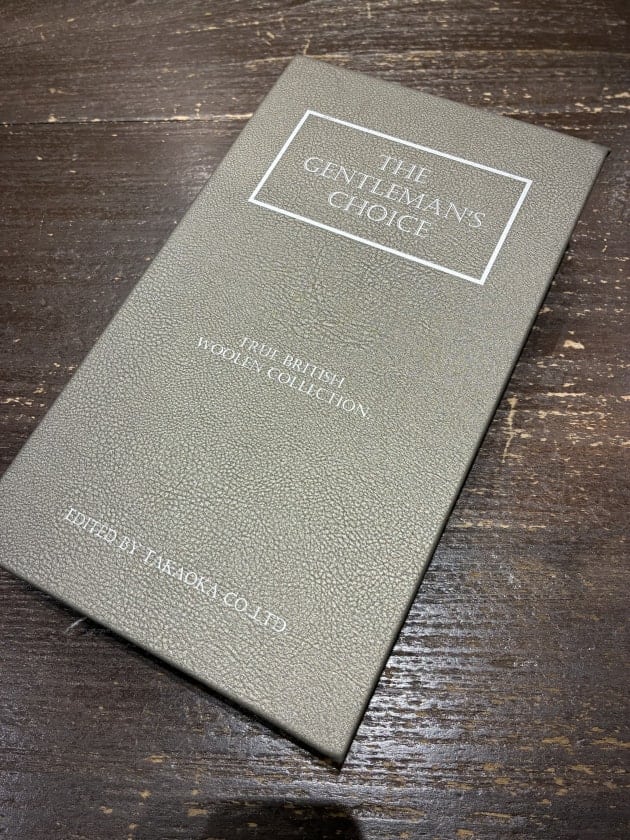 THE
GENTLEMAN'S
CHOICE
TRUE BRITISH
WOOLEN COLLECTION.
EDITED BY TAKAOKA CO.,LTD